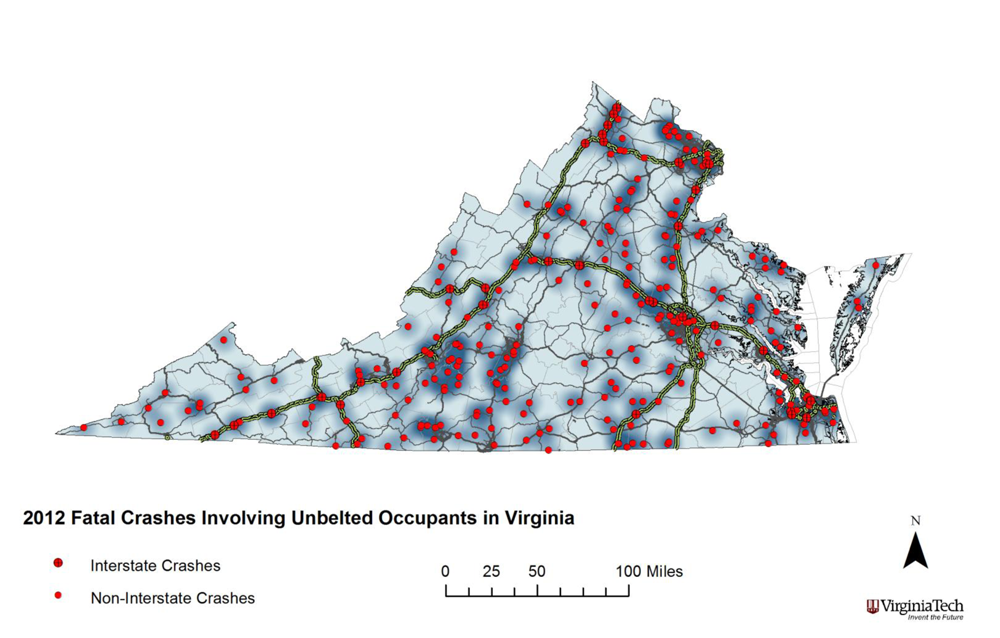 2012 Fatal Crashes Involving Unbelted Occupants in Virginia
Interstate Crashes
Non-Interstate Crashes
0 25 50 100 Miles
N
VirginiaTech
Invent the Future